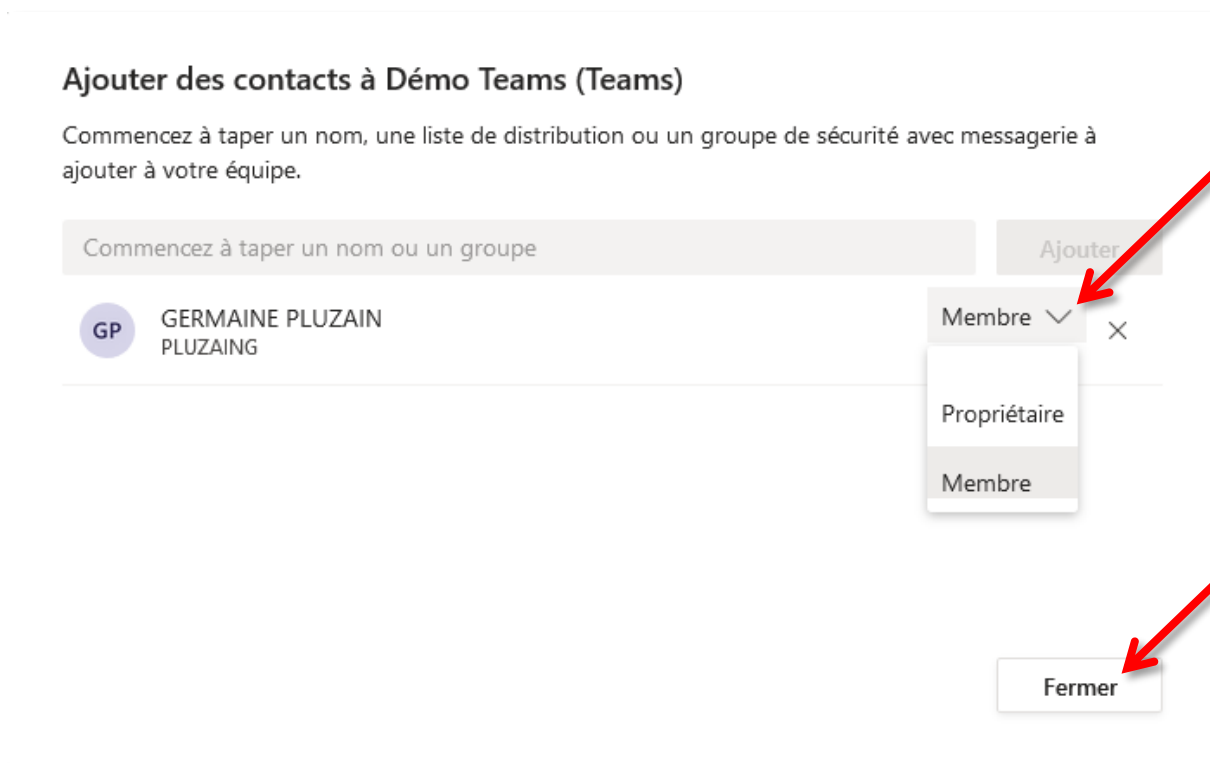 Ajouter des contacts à Démo Teams (Teams)
Commencez à taper un nom, une liste de distribution ou un groupe de sécurité avec messagerie à
ajouter à votre équipe.
Commencez à taper un nom ou un groupe
Ajouter
GP
GERMAINE PLUZAIN
PLUZAING
Membre
Propriétaire
Membre
Fermer